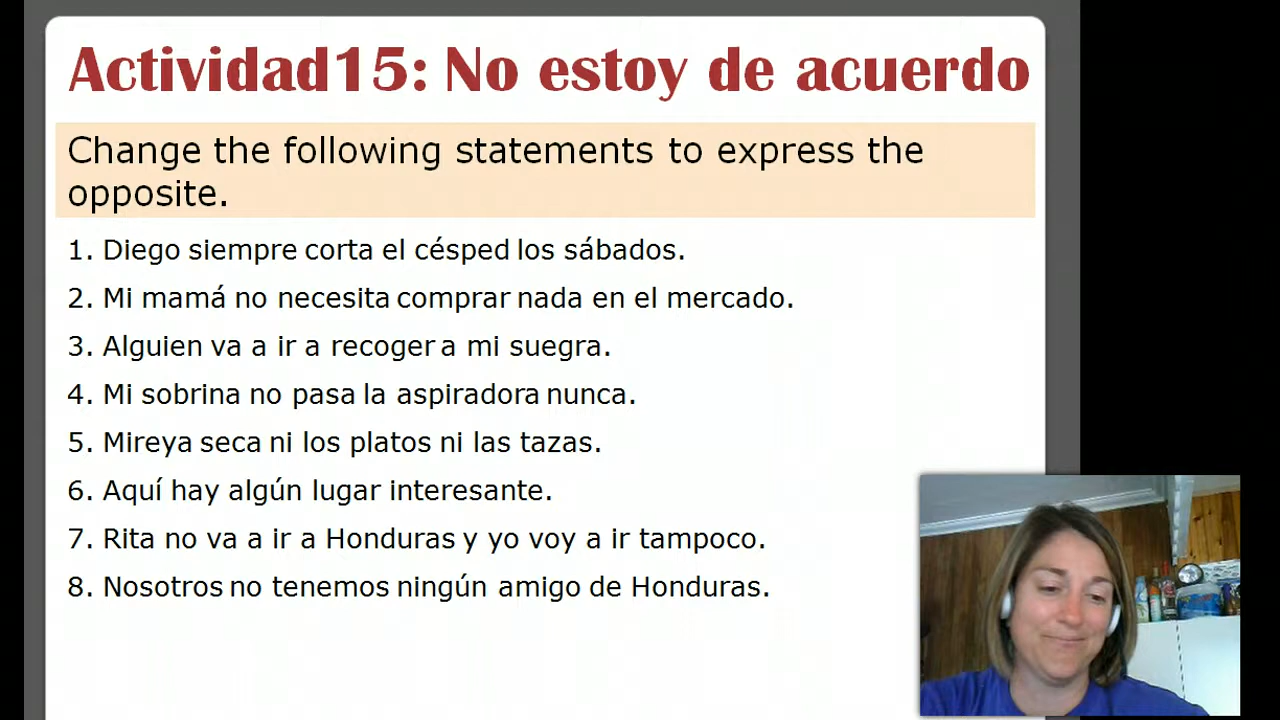 Actividad15: No estoy de acuerdo
Change the following statements to express the
opposite.
1. Diego siempre corta el césped los sábados.
2. Mi mamá no necesita comprar nada en el mercado.
3. Alguien va a ir a recoger a mi suegra.
4. Mi sobrina no pasa la aspiradora nunca.
5. Mireya seca ni los platos ni las tazas.
6. Aquí hay algún lugar interesante.
7. Rita no va a ir a Honduras y yo voy a ir tampoco.
8. Nosotros no tenemos ningún amigo de Honduras.